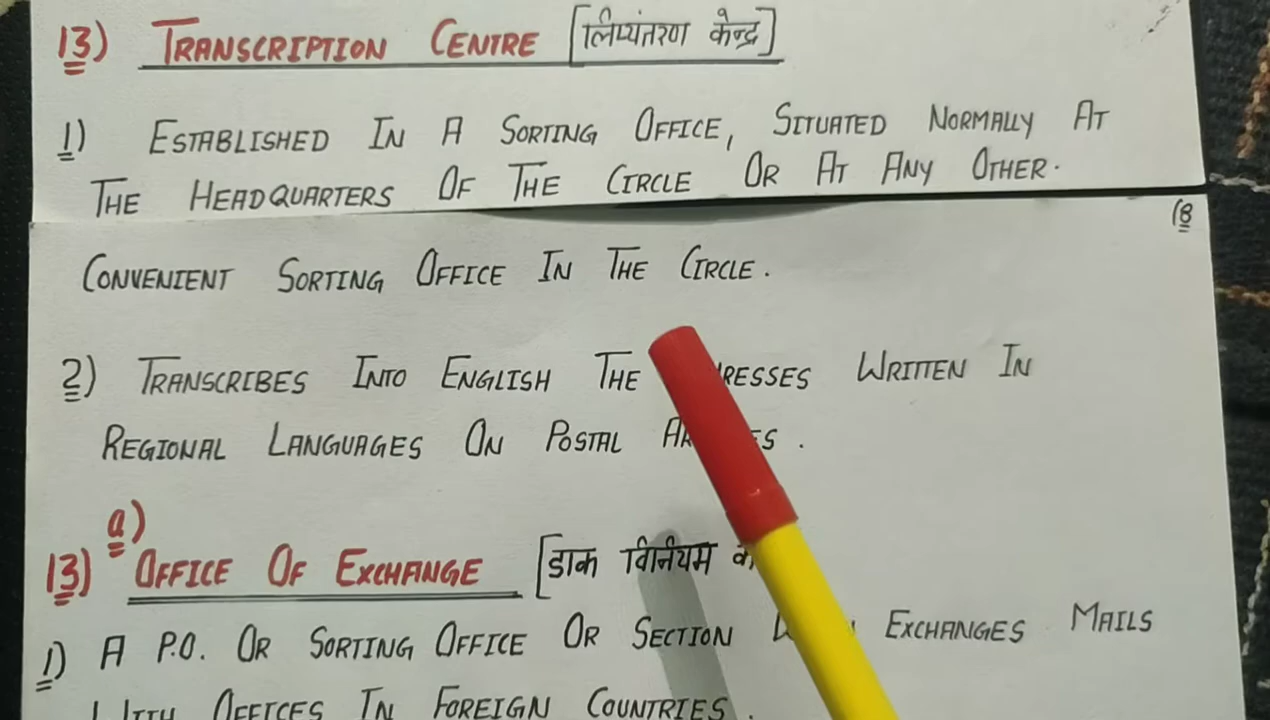 13) TRANSCRIPTION CENTRE [लिप्यंतरण केन्द्र]
1) ESTABLISHED IN A SORTING OFFICE, SITUATED NORMALLY AT
THE HEADQUARTERS OF THE CIRCLE OR AT ANY OTHER.
18
CONVENIENT SORTING OFFICE IN THE CIRCLE.
2) TRANSCRIBES INTO ENGLISH THE WRITTEN IN
REGIONAL LANGUAGES ON POSTAL .
a)
13) OFFICE OF EXCHANGE [डाक विनियम
1) A P.O. OR SORTING OFFICE OR SECTION EXCHANGES MAILS
WITH OFFICES IN FOREIGN COUNTRIES.